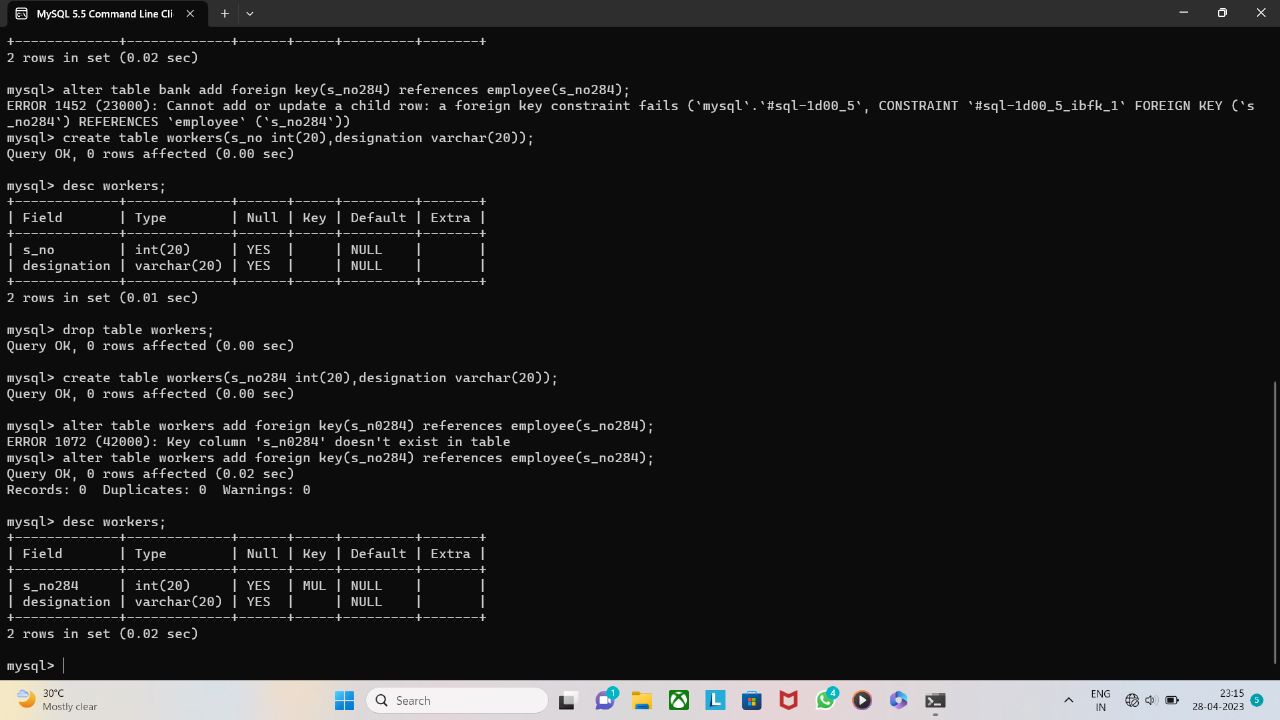 MySQL 5.5 Command Line Cli
+-------------+-------------+------+-----+---------+-------+
2 rows in set (0.02 sec)
mysql> alter table bank add foreign key(s_no284) references employee(s_no284);
ERROR 1452 (23000): Cannot add or update a child row: a foreign key constraint fails (`mysql`.`#sql-1d00_5`, CONSTRAINT `#sql-1d00_5_ibfk_1` FOREIGN KEY (`s
_no284`) REFERENCES `employee` (`s_no284`))
mysql> create table workers(s_no int(20),designation varchar(20));
Query OK, 0 rows affected (0.00 sec)
mysql> desc workers;
+-------------+-------------+------+-----+---------+-------+
| Field       | Type        | Null | Key | Default | Extra |
+-------------+-------------+------+-----+---------+-------+
| s_no        | int(20)     | YES  |     | NULL    |       |
| designation | varchar(20) | YES  |     | NULL    |       |
+-------------+-------------+------+-----+---------+-------+
2 rows in set (0.01 sec)
mysql> drop table workers;
Query OK, 0 rows affected (0.00 sec)
mysql> create table workers(s_no284 int(20),designation varchar(20));
Query OK, 0 rows affected (0.00 sec)
mysql> alter table workers add foreign key(s_n0284) references employee(s_no284);
ERROR 1072 (42000): Key column 's_n0284' doesn't exist in table
mysql> alter table workers add foreign key(s_no284) references employee(s_no284);
Query OK, 0 rows affected (0.02 sec)
Records: 0  Duplicates: 0  Warnings: 0
mysql> desc workers;
+-------------+-------------+------+-----+---------+-------+
| Field       | Type        | Null | Key | Default | Extra |
+-------------+-------------+------+-----+---------+-------+
| s_no284     | int(20)     | YES  | MUL | NULL    |       |
| designation | varchar(20) | YES  |     | NULL    |       |
+-------------+-------------+------+-----+---------+-------+
2 rows in set (0.02 sec)
mysql>
30°C
Mostly clear
Search
1
L
4
ENG
IN
23:15
28-04-2023
5